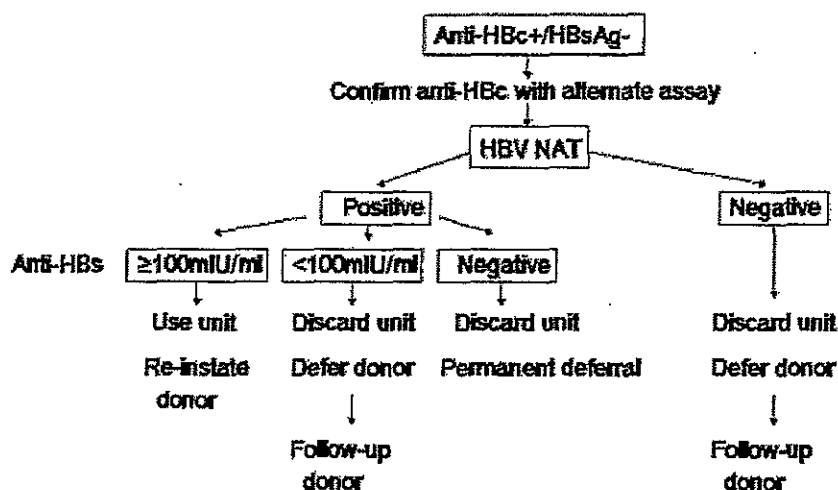 Anti-HBc+/HBsAg-
Confirm anti-HBc with alternate assay
HBV NAT
Positive
Negative
Anti-HBs
≥100mIU/ml
<100mIU/ml
Negative
Use unit
Discard unit
Discard unit
Discard unit
Re-instate
donor
Defer donor
Permanent deferral
Defer donor
Follow-up
donor
Follow-up
donor